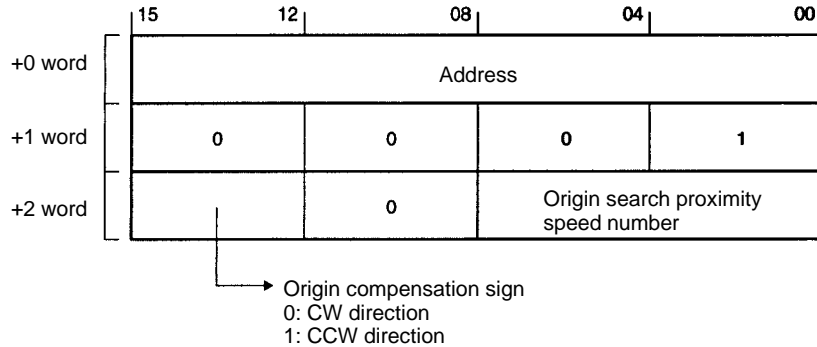 15 12 08 04 00
+0 word Address
+1 word 0 0 0 1
+2 word 0 Origin search proximity
speed number
Origin compensation sign
0: CW direction
1: CCW direction